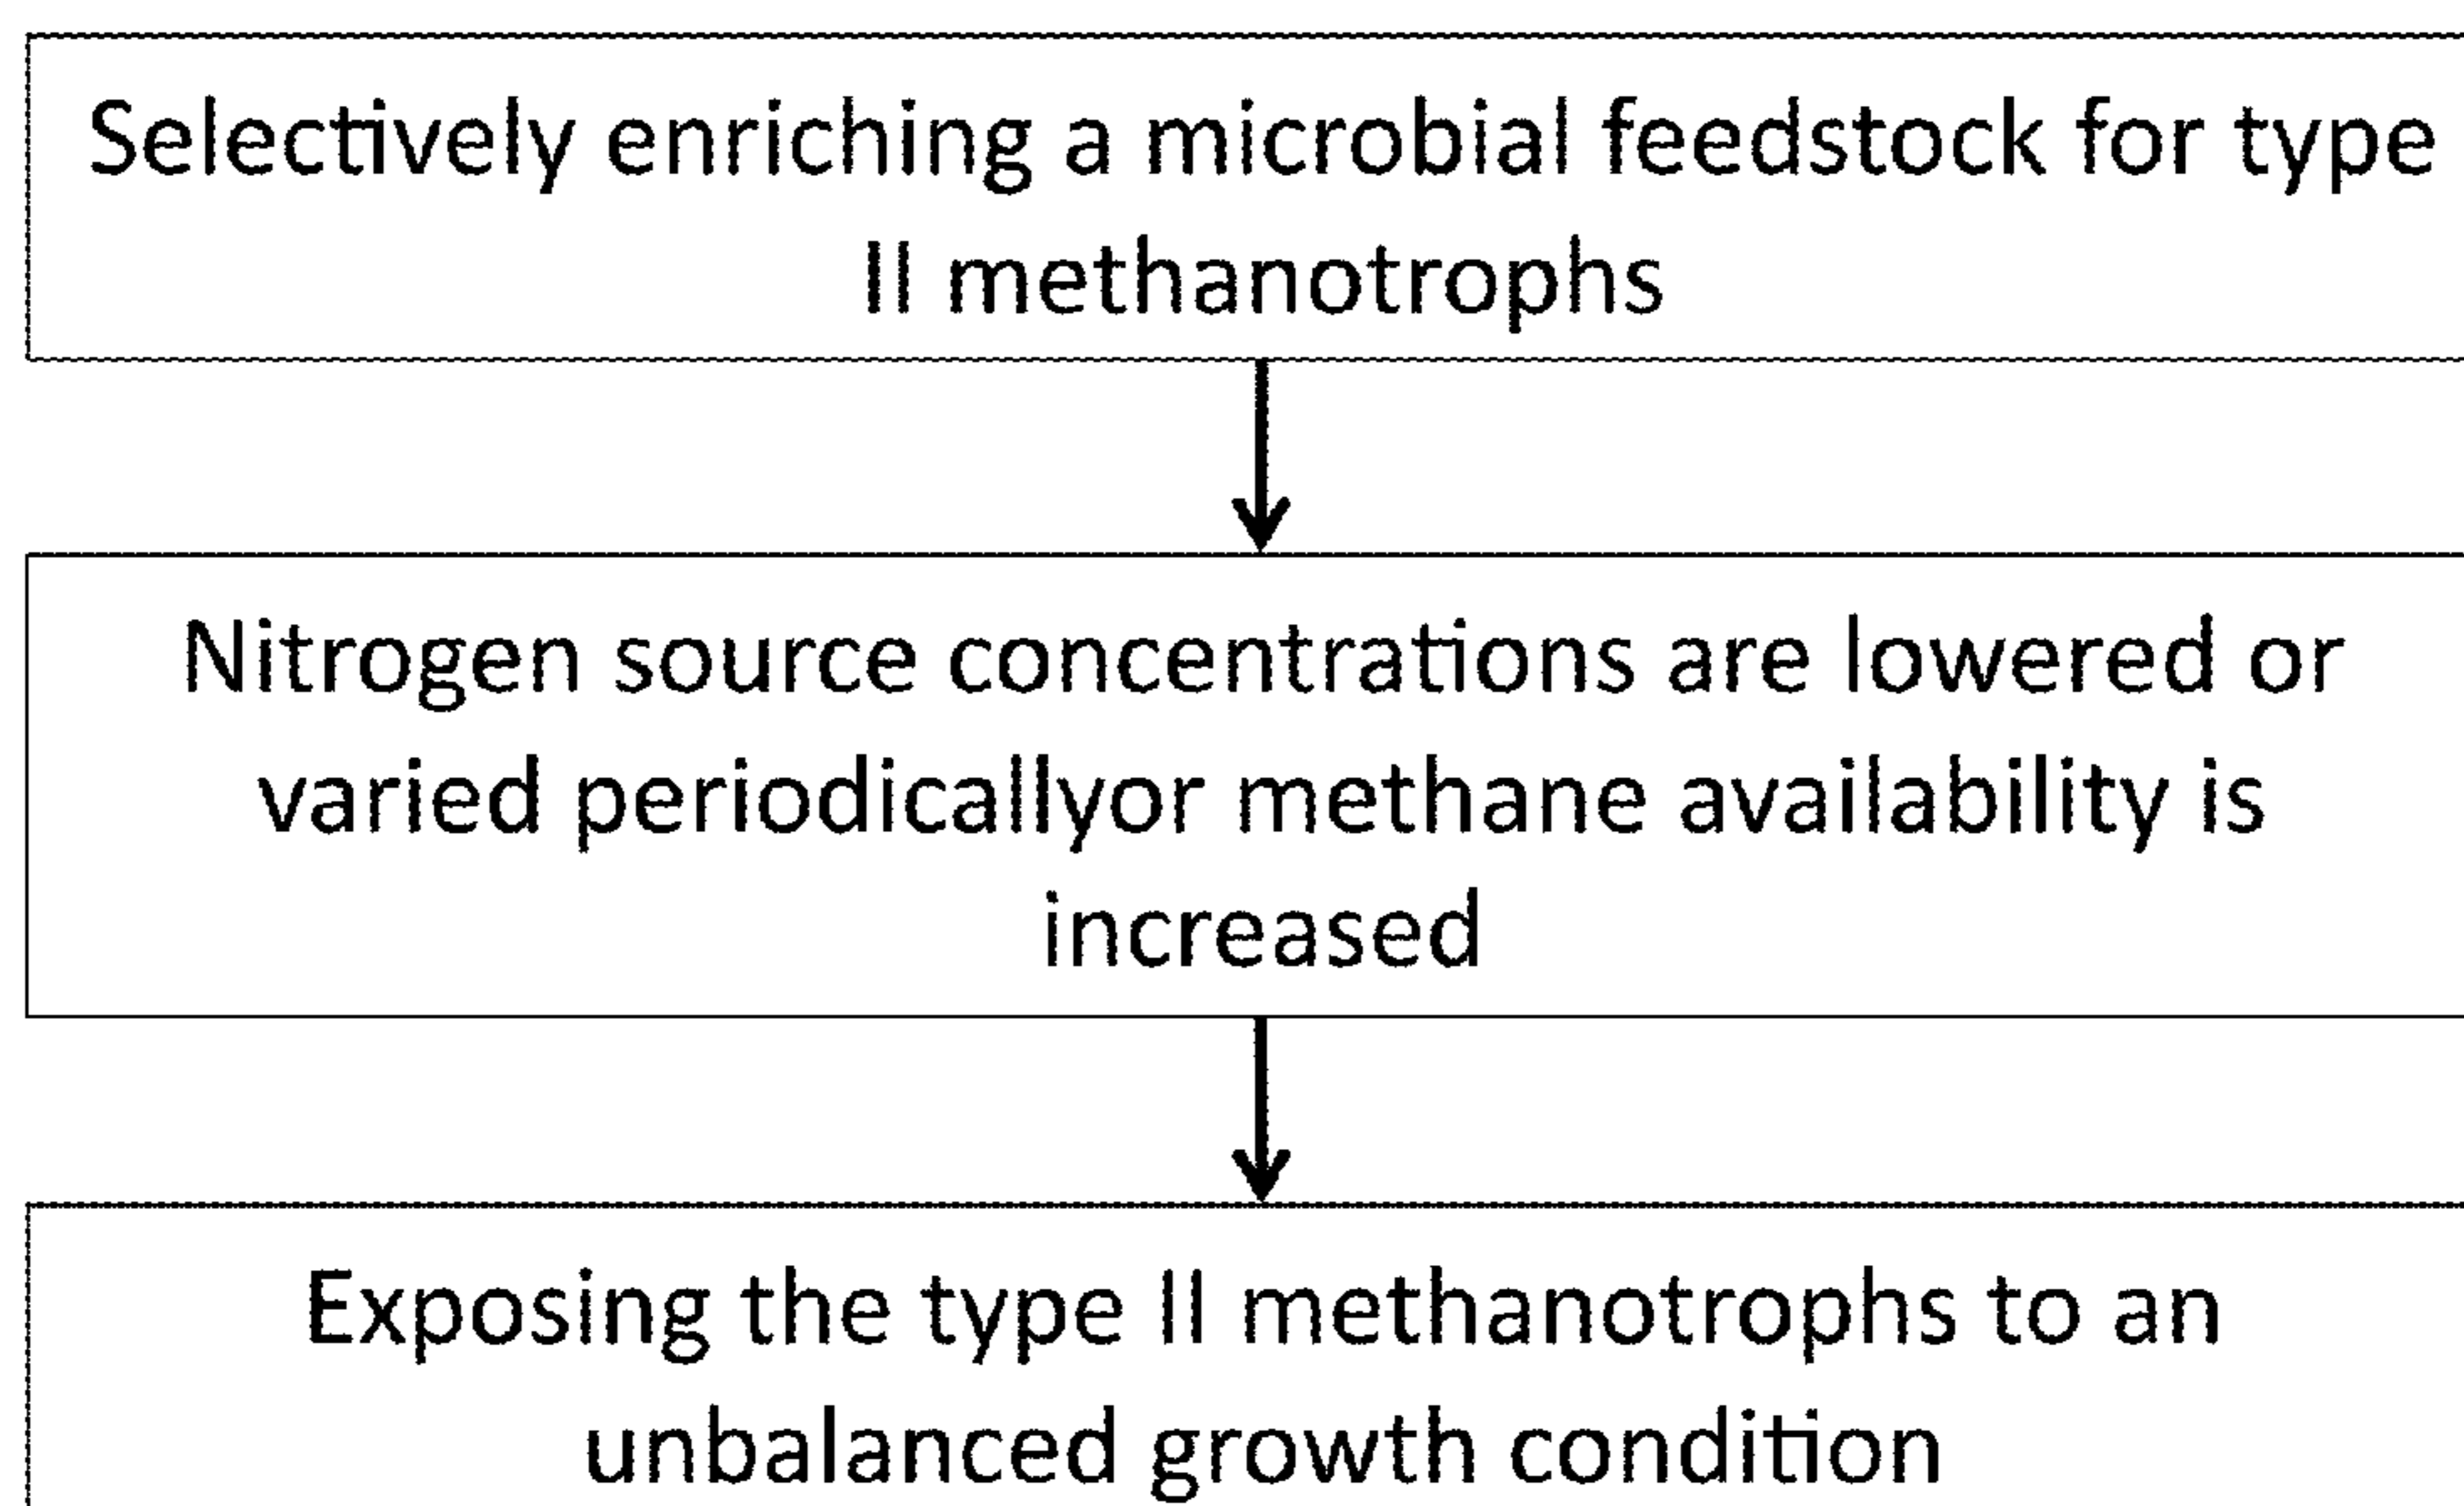 Selectively enriching a microbial feedstock for type
II methanotrophs
Nitrogen source concentrations are lowered or
varied periodicallyor methane availability is
increased
Exposing the type II methanotrophs to an
unbalanced growth condition